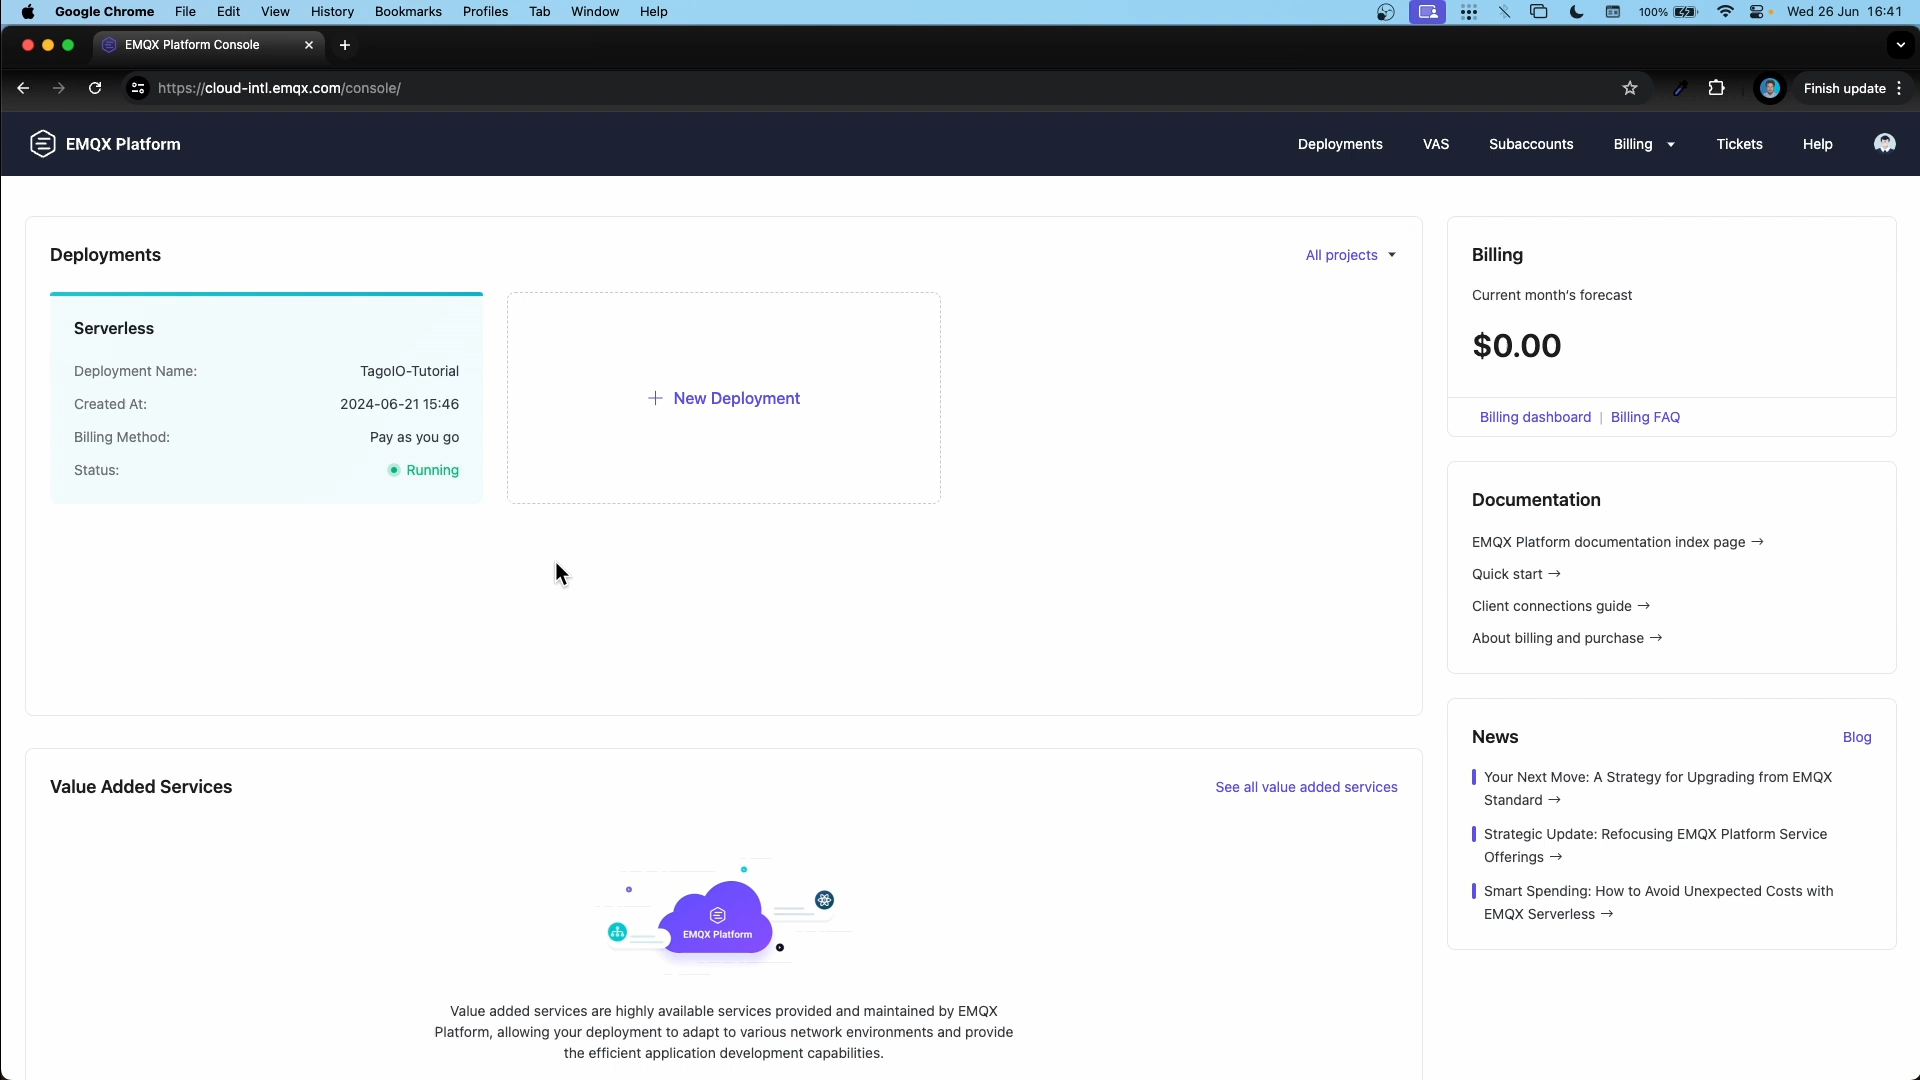 Google Chrome File Edit View History Bookmarks Profiles Tab Window Help 100% Wed 26 Jun 16:41
EMQX Platform Console
https://cloud-intl.emqx.com/console/ Finish update
EMQX Platform Deployments VAS Subaccounts Billing Tickets Help
Deployments All projects
Serverless
Deployment Name: TagoIO-Tutorial
Created At: 2024-06-21 15:46
Billing Method: Pay as you go
Status: Running
New Deployment
Billing
Current month's forecast
$0.00
Billing dashboard | Billing FAQ
Documentation
EMQX Platform documentation index page →
Quick start →
Client connections guide →
About billing and purchase →
News Blog
Your Next Move: A Strategy for Upgrading from EMQX
Standard →
Strategic Update: Refocusing EMQX Platform Service
Offerings →
Smart Spending: How to Avoid Unexpected Costs with
EMQX Serverless →
Value Added Services See all value added services
EMQX Platform
Value added services are highly available services provided and maintained by EMQX
Platform, allowing your deployment to adapt to various network environments and provide
the efficient application development capabilities.